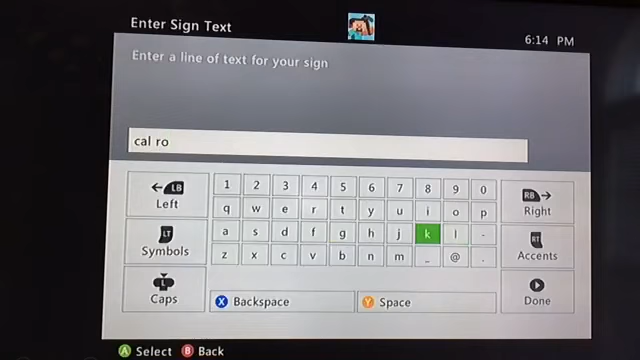 Enter Sign Text
6:14 PM
Enter a line of text for your sign
cal ro
LB
Left
1 2 3 4 5 6 7 8 9 0
RB
Right
q w e r t y u i o p
LT
Symbols
a s d f g h j k l -
RT
Accents
z x c v b n m _ @ .
L
Caps
X Backspace
Y Space
Done
A Select B Back